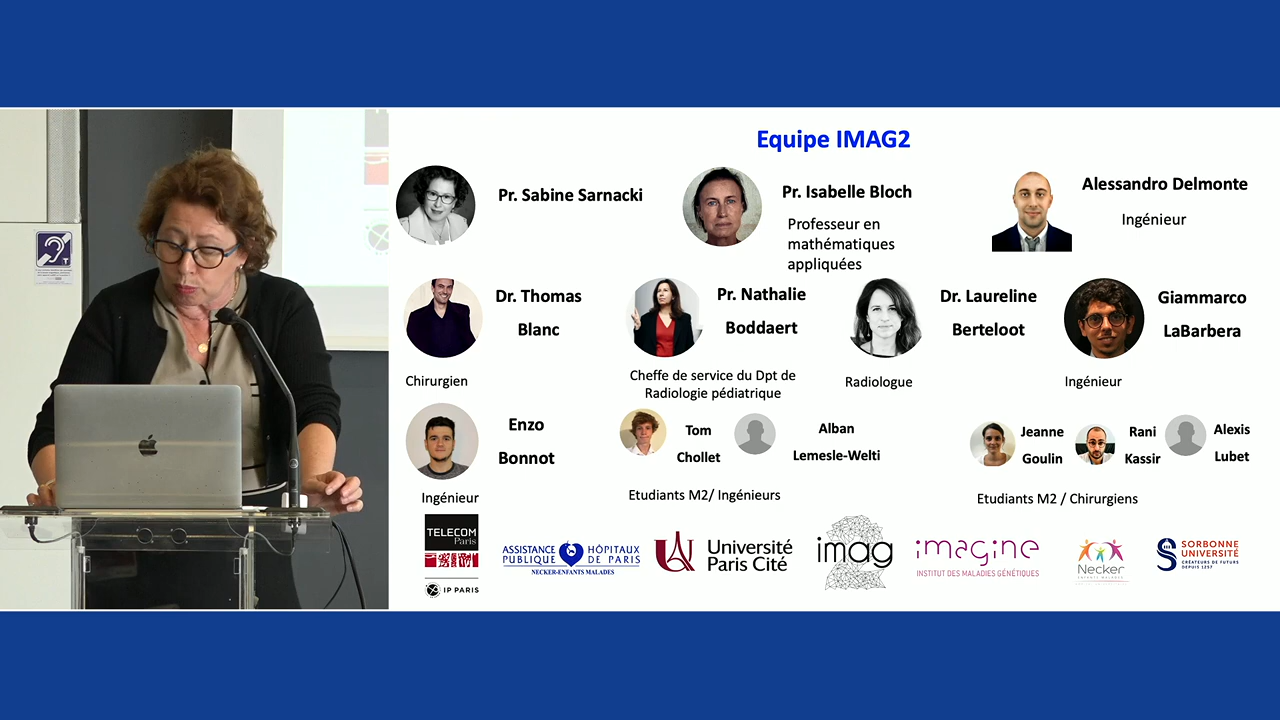 Equipe IMAG2
Pr. Sabine Sarnacki
Pr. Isabelle Bloch
Professeur en
mathématiques
appliquées
Alessandro Delmonte
Ingénieur
Dr. Thomas
Blanc
Chirurgien
Pr. Nathalie
Boddaert
Cheffe de service du Dpt de
Radiologie pédiatrique
Dr. Laureline
Berteloot
Radiologue
Giammarco
LaBarbera
Ingénieur
Enzo
Bonnot
Ingénieur
Tom
Chollet
Alban
Lemesle-Welti
Etudiants M2/ Ingénieurs
Jeanne
Goulin
Rani
Kassir
Alexis
Lubet
Etudiants M2 / Chirurgiens
TELECOM
Paris
IP PARIS
ASSISTANCE HÔPITAUX
PUBLIQUE DE PARIS
NECKER-ENFANTS MALADES
Université
Paris Cité
imag
imagine
INSTITUT DES MALADIES GÉNÉTIQUES
Necker
ENFANTS MALADES
SORBONNE
UNIVERSITÉ
CRÉATEURS DE FUTURS
DEPUIS 1257